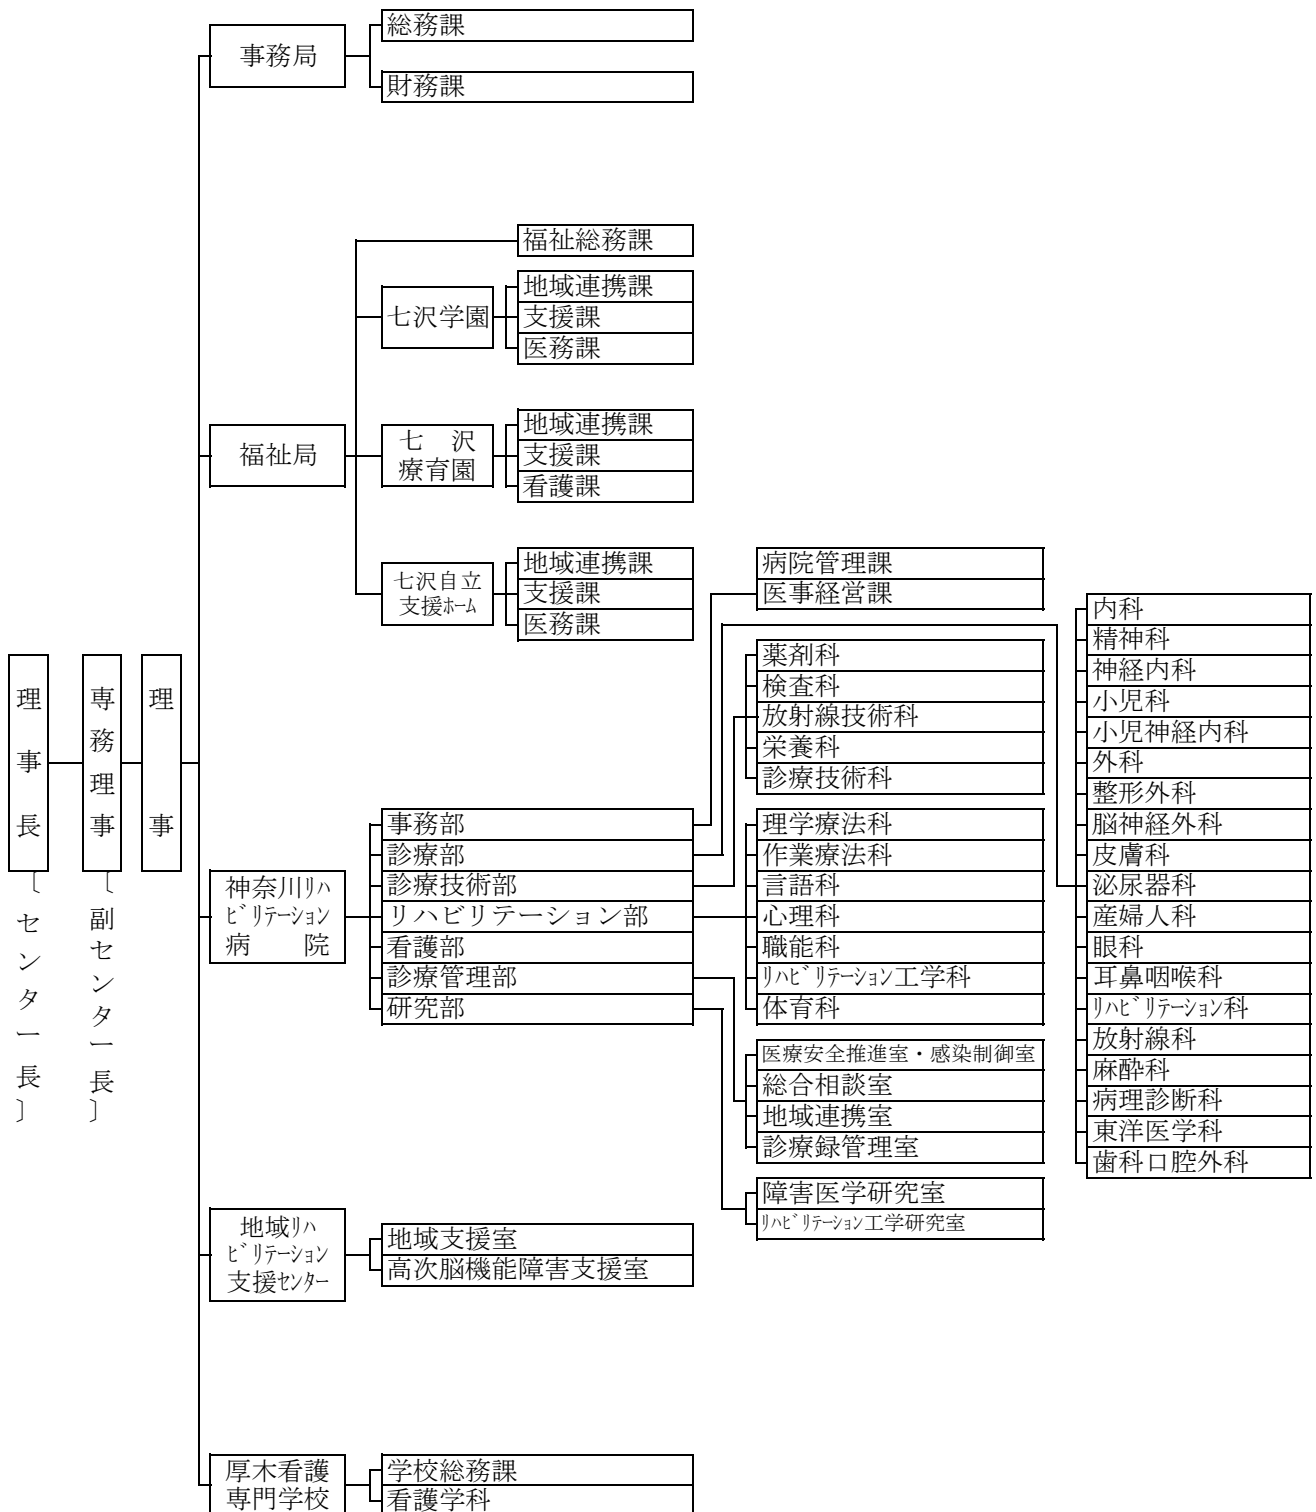 理事長
〔センター長〕
専務理事
〔副センター長〕
理事
事務局
総務課
財務課
福祉局
福祉総務課
七沢学園
地域連携課
支援課
医務課
七　沢
療育園
地域連携課
支援課
看護課
七沢自立
支援ﾎｰﾑ
地域連携課
支援課
医務課
神奈川ﾘﾊ
ﾋﾞﾘﾃｰｼｮﾝ
病　　院
事務部
診療部
診療技術部
リハビリテーション部
看護部
診療管理部
研究部
病院管理課
医事経営課
薬剤科
検査科
放射線技術科
栄養科
診療技術科
理学療法科
作業療法科
言語科
心理科
職能科
ﾘﾊﾋﾞﾘﾃｰｼｮﾝ工学科
体育科
医療安全推進室・感染制御室
総合相談室
地域連携室
診療録管理室
障害医学研究室
ﾘﾊﾋﾞﾘﾃｰｼｮﾝ工学研究室
内科
精神科
神経内科
小児科
小児神経内科
外科
整形外科
脳神経外科
皮膚科
泌尿器科
産婦人科
眼科
耳鼻咽喉科
ﾘﾊﾋﾞﾘﾃｰｼｮﾝ科
放射線科
麻酔科
病理診断科
東洋医学科
歯科口腔外科
地域ﾘﾊ
ﾋﾞﾘﾃｰｼｮﾝ
支援ｾﾝﾀｰ
地域支援室
高次脳機能障害支援室
厚木看護
専門学校
学校総務課
看護学科